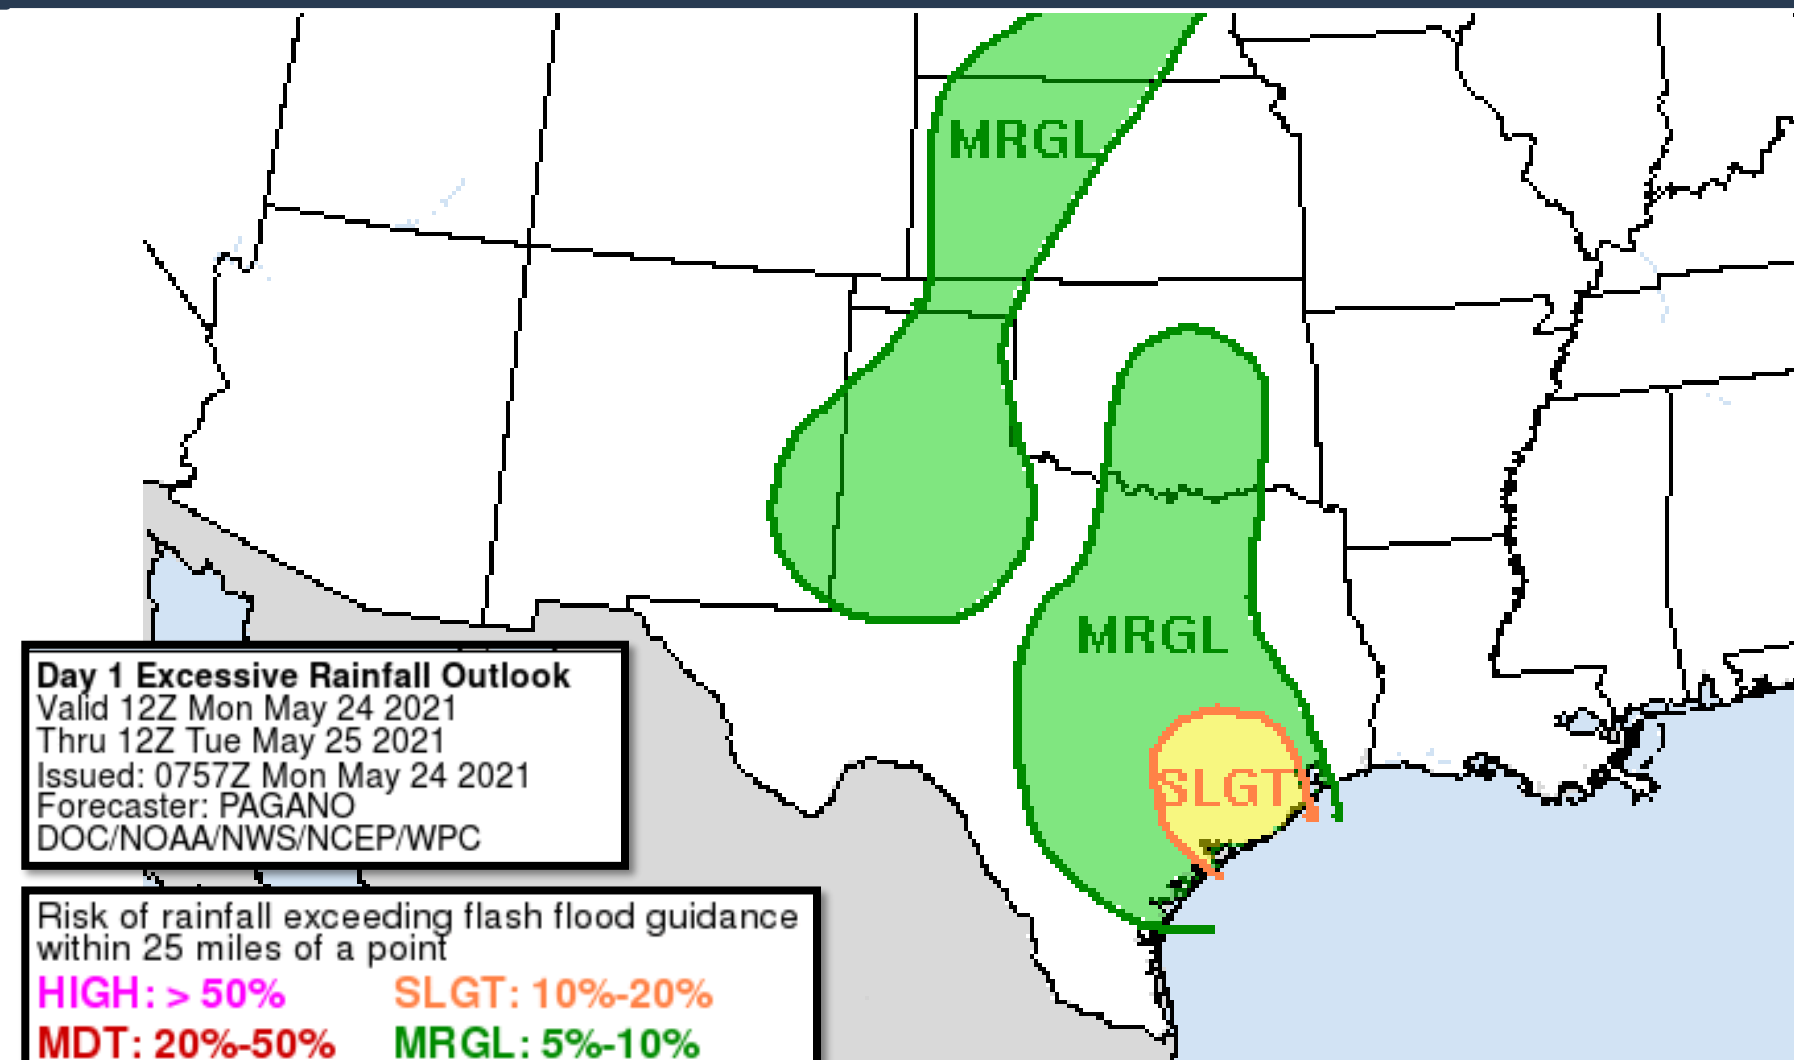 MRGL
MRGL
Day 1 Excessive Rainfall Outlook
Valid 12Z Mon May 24 2021
Thru 12Z Tue May 25 2021
Issued: 0757Z Mon May 24 2021
Forecaster: PAGANO
DOC/NOAA/NWS/NCEP/WPC
SLGT
Risk of rainfall exceeding flash flood guidance
within 25 miles of a point
HIGH: > 50% SLGT: 10%-20%
MDT: 20%-50% MRGL: 5%-10%